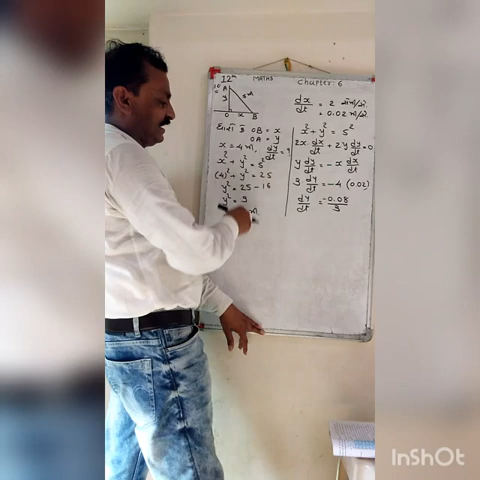 12th MATHS Chapter: 6
A
y 5મી
O x B
ધારો કે OB = x
OA = y
x = 4 મી, dy/dt = ?
x² + y² = 5²
(4)² + y² = 25
y² = 25 - 16
y² = 9
મી.
dx/dt = 2 સેમી/સે.
= 0.02 મી/સે.
x² + y² = 5²
2x dx/dt + 2y dy/dt = 0
y dy/dt = -x dx/dt
3 dy/dt = -4 (0.02)
dy/dt = -0.08/3
InShOt